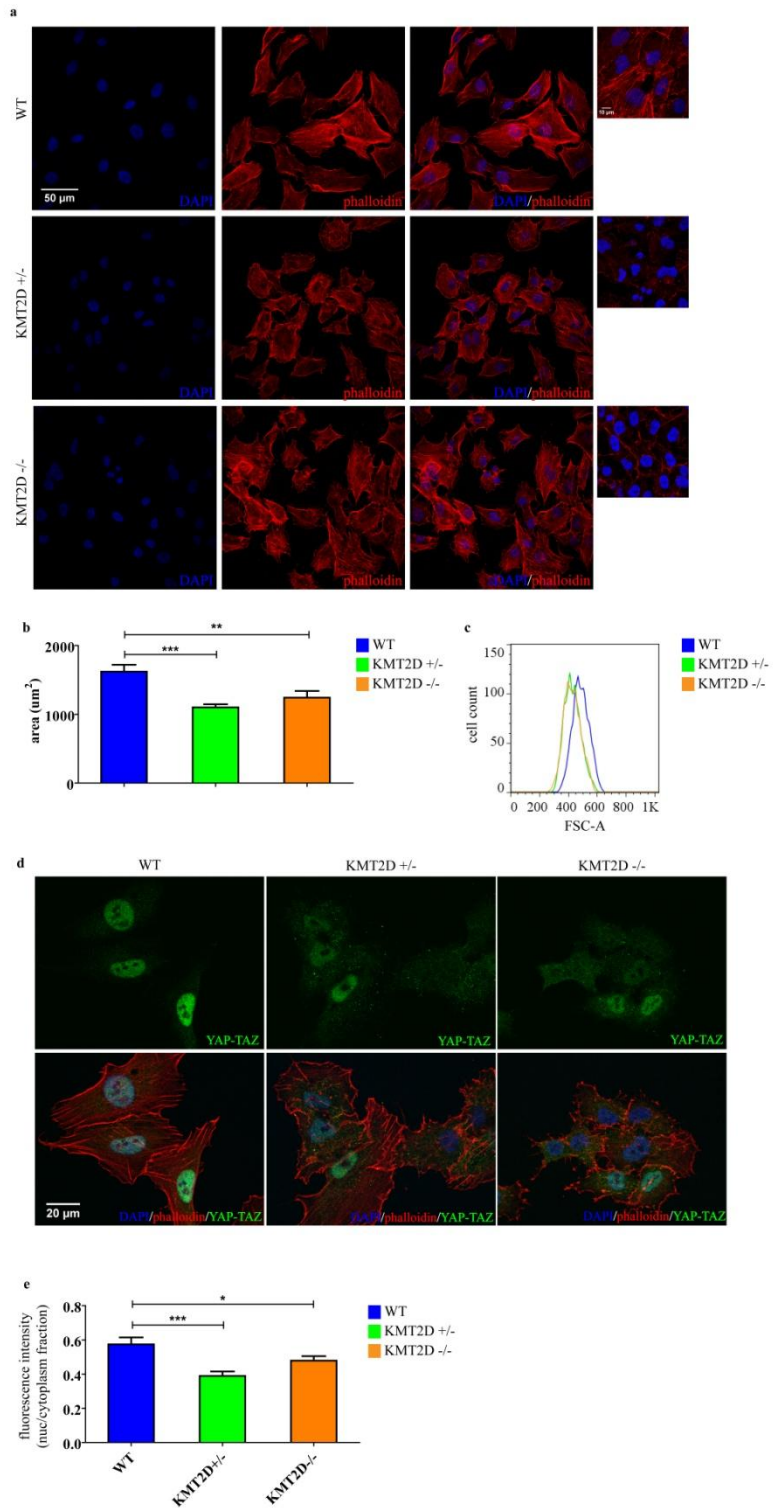 a
WT
50 µm
DAPI
phalloidin
DAPI/phalloidin
10 µm
KMT2D +/-
DAPI
phalloidin
DAPI/phalloidin
KMT2D -/-
DAPI
phalloidin
DAPI/phalloidin
b
2000
1000
0
area (um²)
***
**
WT
KMT2D +/-
KMT2D -/-
c
150
100
50
0
cell count
0 200 400 600 800 1K
FSC-A
WT
KMT2D +/-
KMT2D -/-
d
WT KMT2D +/- KMT2D -/-
YAP-TAZ YAP-TAZ YAP-TAZ
20 µm
DAPI/phalloidin/YAP-TAZ DAPI/phalloidin/YAP-TAZ DAPI/phalloidin/YAP-TAZ
e
0.8
0.6
0.4
0.2
0.0
fluorescence intensity
(nuc/cytoplasm fraction)
*
***
WT
KMT2D+/-
KMT2D-/-
WT
KMT2D +/-
KMT2D -/-